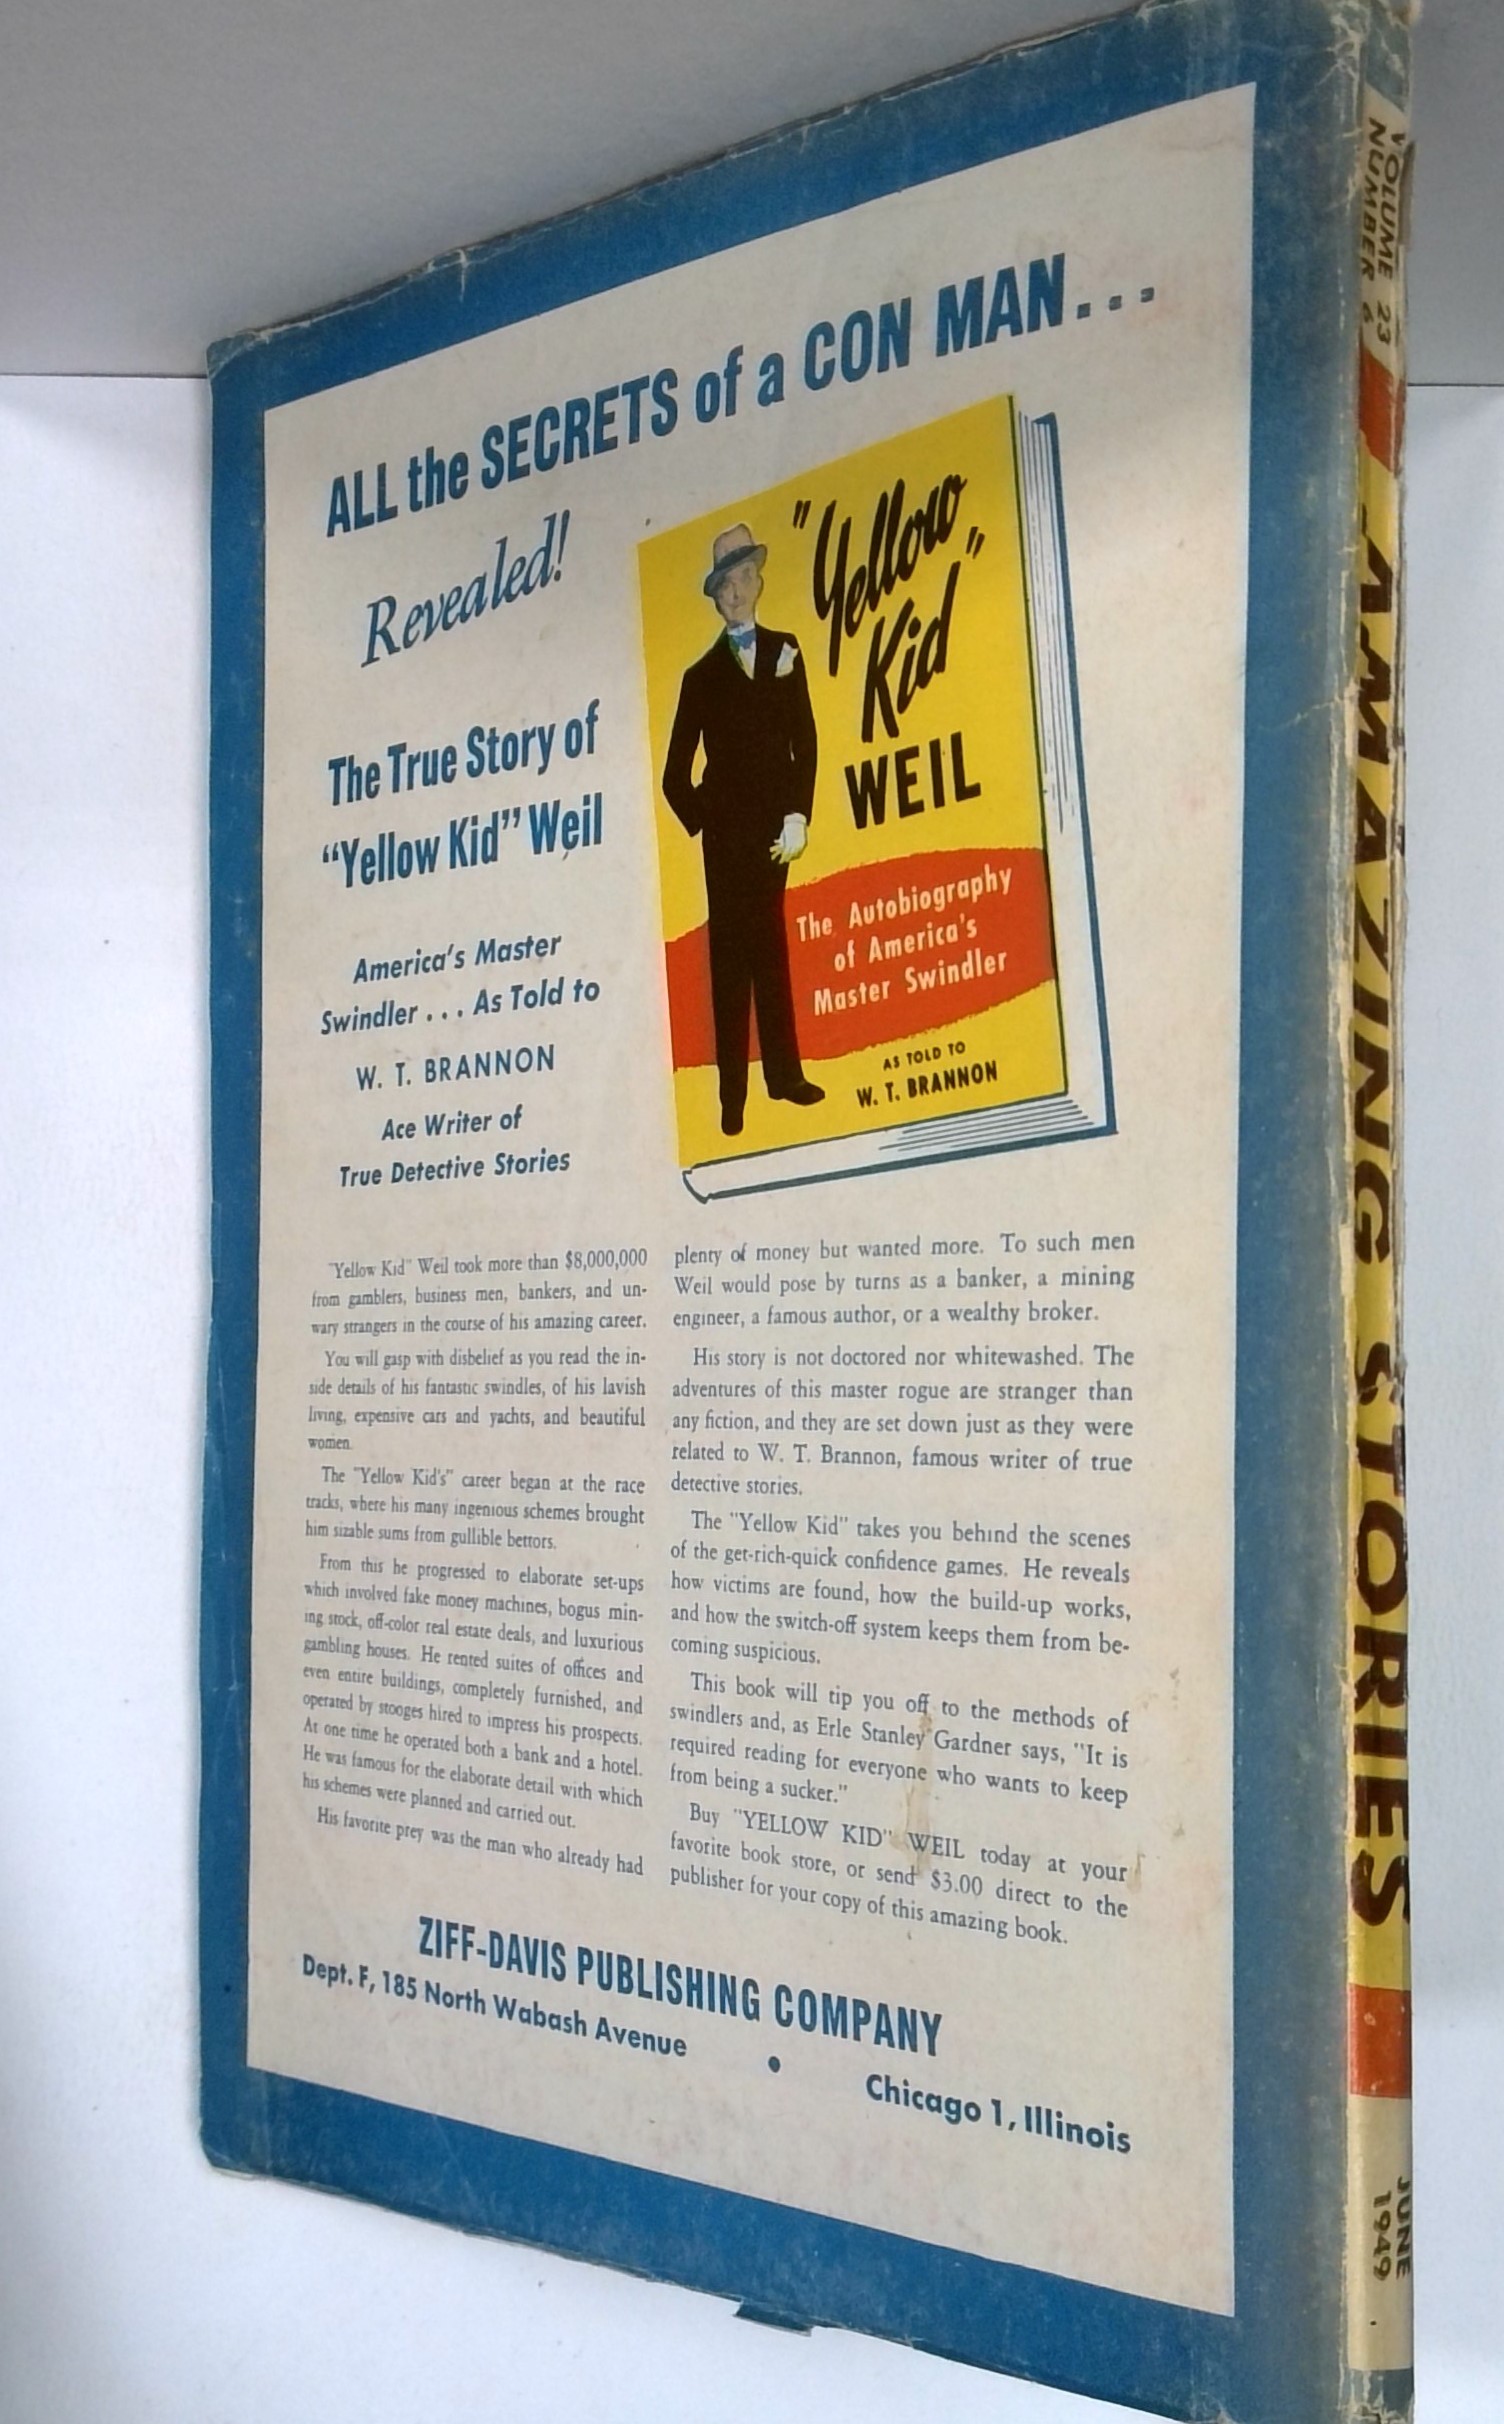 ALL the SECRETS of a CON MAN...
Revealed!
The True Story of
"Yellow Kid" Weil
America's Master
Swindler . . . As Told to
W. T. BRANNON
Ace Writer of
True Detective Stories
"Yellow
Kid"
WEIL
The Autobiography
of America's
Master Swindler
AS TOLD TO
W. T. BRANNON
"Yellow Kid" Weil took more than $8,000,000
from gamblers, business men, bankers, and un-
wary strangers in the course of his amazing career.
You will gasp with disbelief as you read the in-
side details of his fantastic swindles, of his lavish
living, expensive cars and yachts, and beautiful
women.
The "Yellow Kid's" career began at the race
tracks, where his many ingenious schemes brought
him sizable sums from gullible bettors.
From this he progressed to elaborate set-ups
which involved fake money machines, bogus min-
ing stock, off-color real estate deals, and luxurious
gambling houses. He rented suites of offices and
even entire buildings, completely furnished, and
operated by stooges hired to impress his prospects.
At one time he operated both a bank and a hotel.
He was famous for the elaborate detail with which
his schemes were planned and carried out.
His favorite prey was the man who already had
plenty of money but wanted more. To such men
Weil would pose by turns as a banker, a mining
engineer, a famous author, or a wealthy broker.
His story is not doctored nor whitewashed. The
adventures of this master rogue are stranger than
any fiction, and they are set down just as they were
related to W. T. Brannon, famous writer of true
detective stories.
The "Yellow Kid" takes you behind the scenes
of the get-rich-quick confidence games. He reveals
how victims are found, how the build-up works,
and how the switch-off system keeps them from be-
coming suspicious.
This book will tip you off to the methods of
swindlers and, as Erle Stanley Gardner says, "It is
required reading for everyone who wants to keep
from being a sucker."
Buy "YELLOW KID" WEIL today at your
favorite book store, or send $3.00 direct to the
publisher for your copy of this amazing book.
ZIFF-DAVIS PUBLISHING COMPANY
Dept. F, 185 North Wabash Avenue • Chicago 1, Illinois
VOLUME 23
NUMBER 6
AMAZING STORIES
JUNE
1949